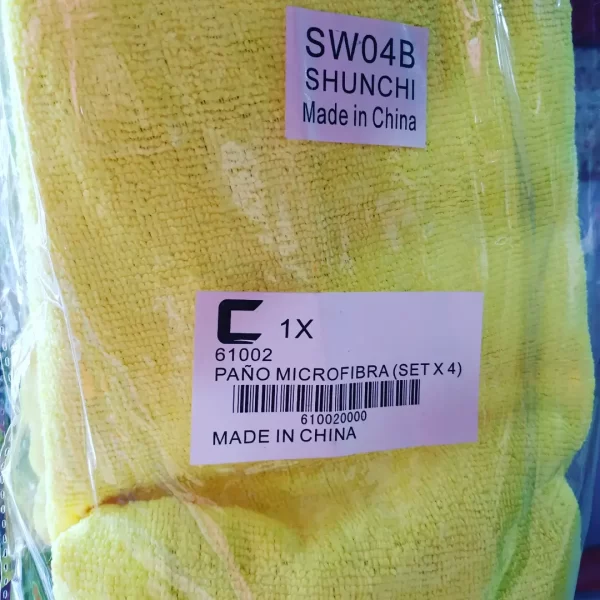 SW04B
SHUNCHI
Made in China
C 1X
61002
PAÑO MICROFIBRA (SET X 4)
610020000
MADE IN CHINA